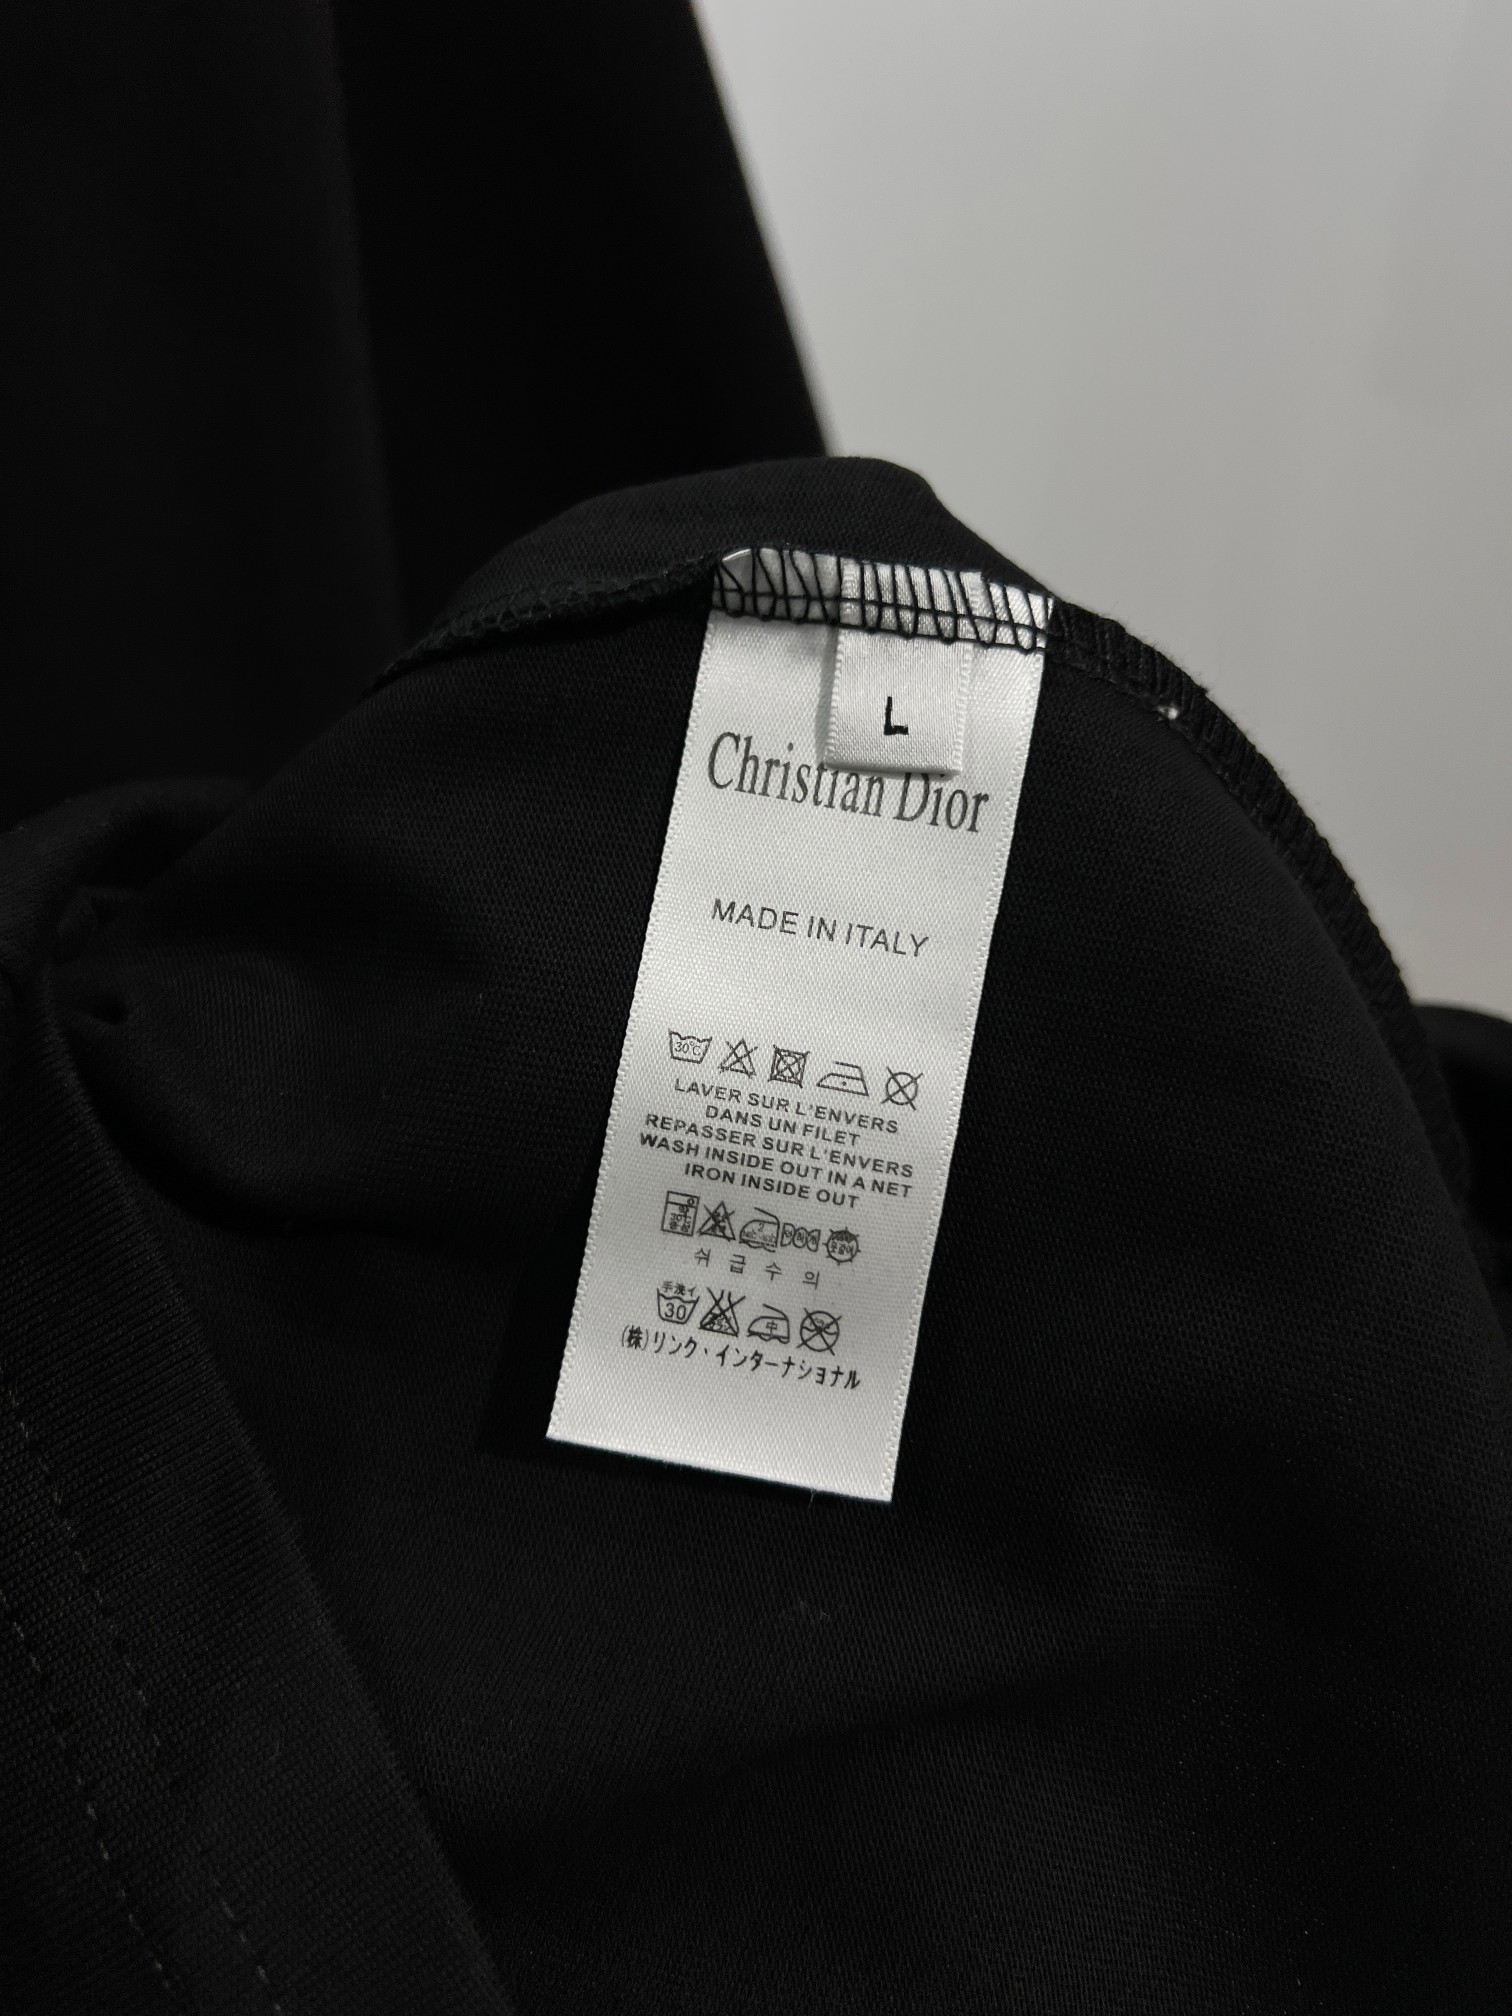 L
Christian Dior
MADE IN ITALY
30°C
LAVER SUR L'ENVERS
DANS UN FILET
REPASSER SUR L'ENVERS
WASH INSIDE OUT IN A NET
IRON INSIDE OUT
쉬 급 수 의
手洗イ
30 中
(株)リンク・インターナショナル